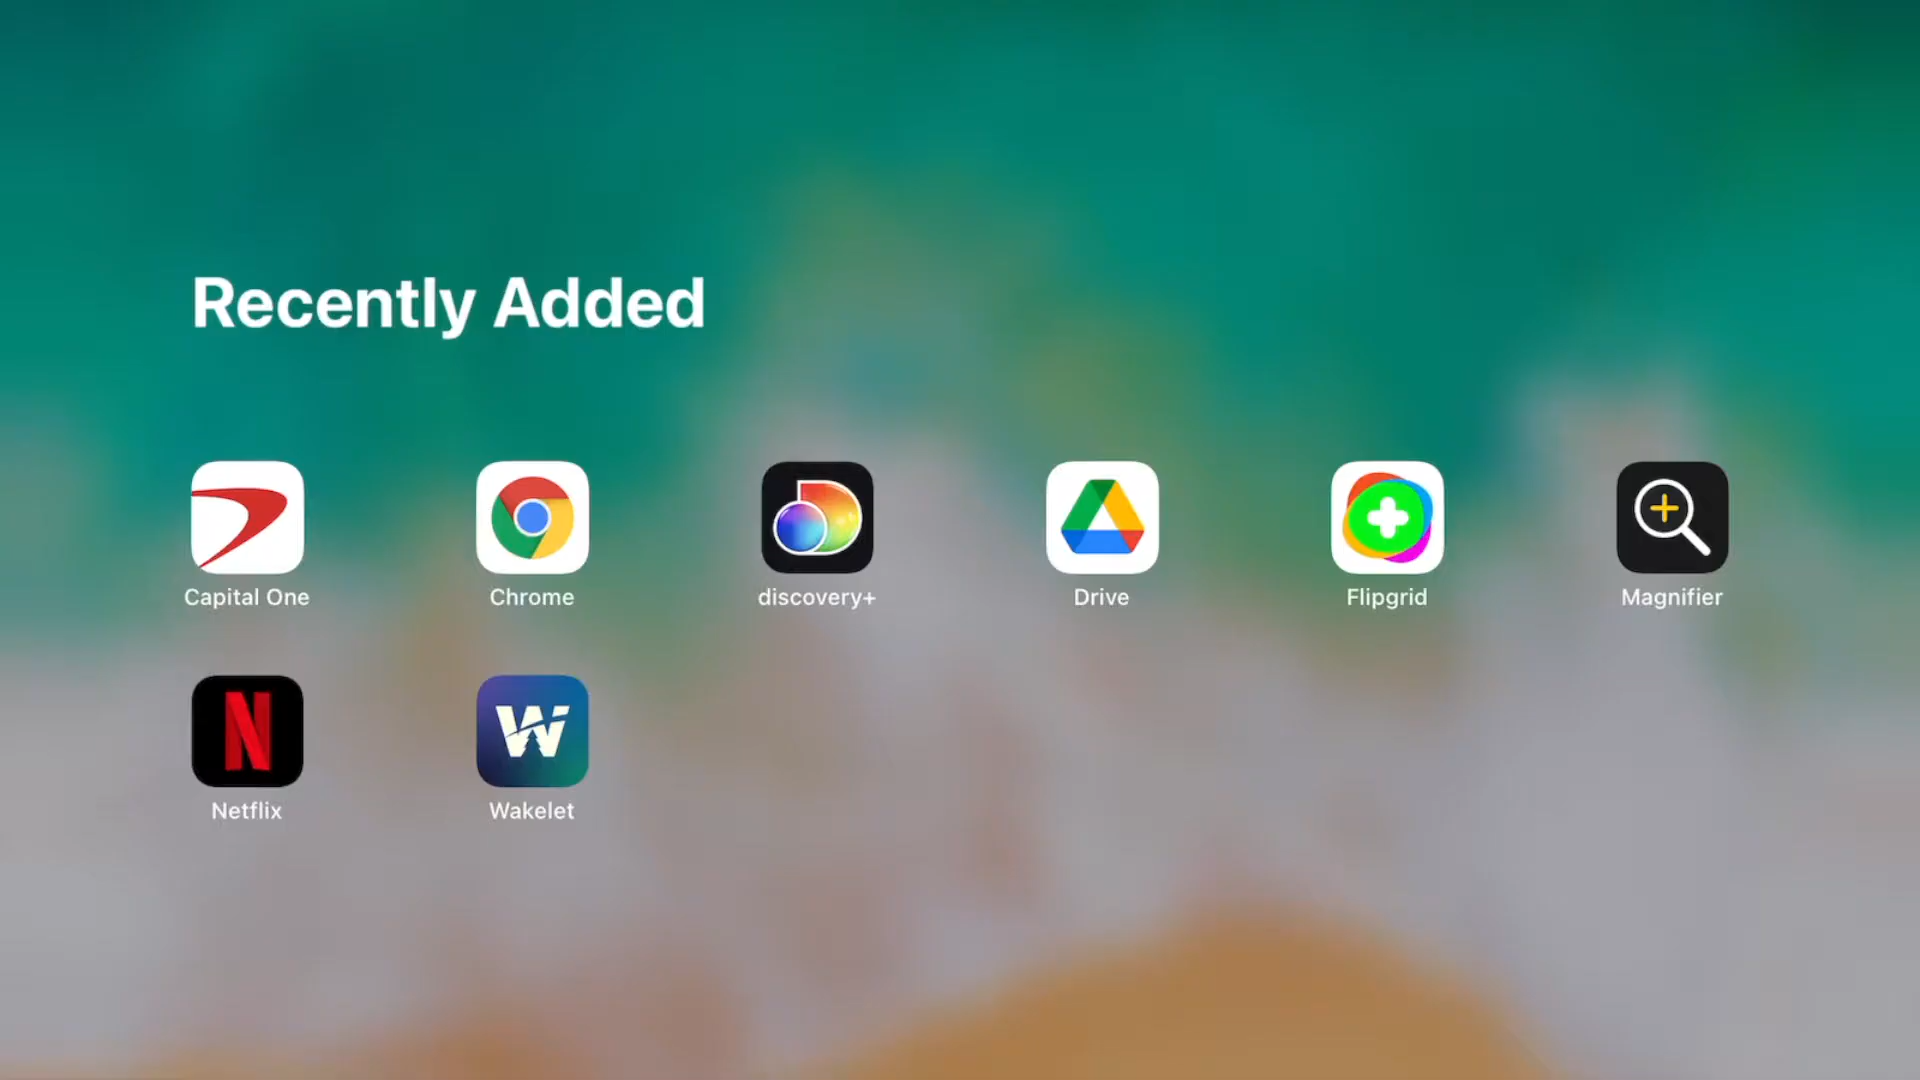 Recently Added
Capital One
Chrome
discovery+
Drive
Flipgrid
Magnifier
Netflix
Wakelet